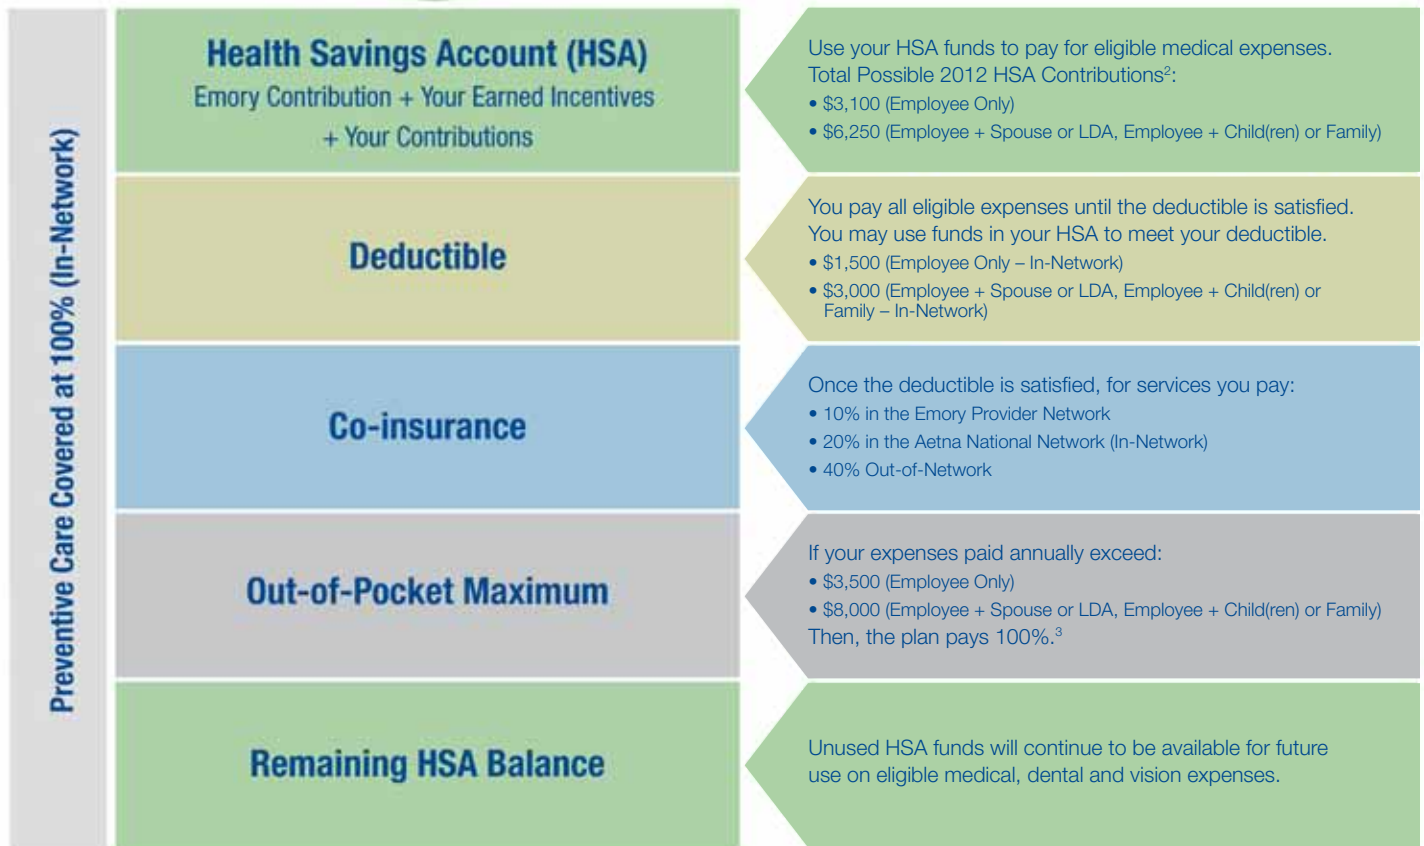 Preventive Care Covered at 100% (In-Network)
Health Savings Account (HSA)
Emory Contribution + Your Earned Incentives
+ Your Contributions
Use your HSA funds to pay for eligible medical expenses.
Total Possible 2012 HSA Contributions²:
• $3,100 (Employee Only)
• $6,250 (Employee + Spouse or LDA, Employee + Child(ren) or Family)
Deductible
You pay all eligible expenses until the deductible is satisfied.
You may use funds in your HSA to meet your deductible.
• $1,500 (Employee Only – In-Network)
• $3,000 (Employee + Spouse or LDA, Employee + Child(ren) or
Family – In-Network)
Co-insurance
Once the deductible is satisfied, for services you pay:
• 10% in the Emory Provider Network
• 20% in the Aetna National Network (In-Network)
• 40% Out-of-Network
Out-of-Pocket Maximum
If your expenses paid annually exceed:
• $3,500 (Employee Only)
• $8,000 (Employee + Spouse or LDA, Employee + Child(ren) or Family)
Then, the plan pays 100%.³
Remaining HSA Balance
Unused HSA funds will continue to be available for future
use on eligible medical, dental and vision expenses.